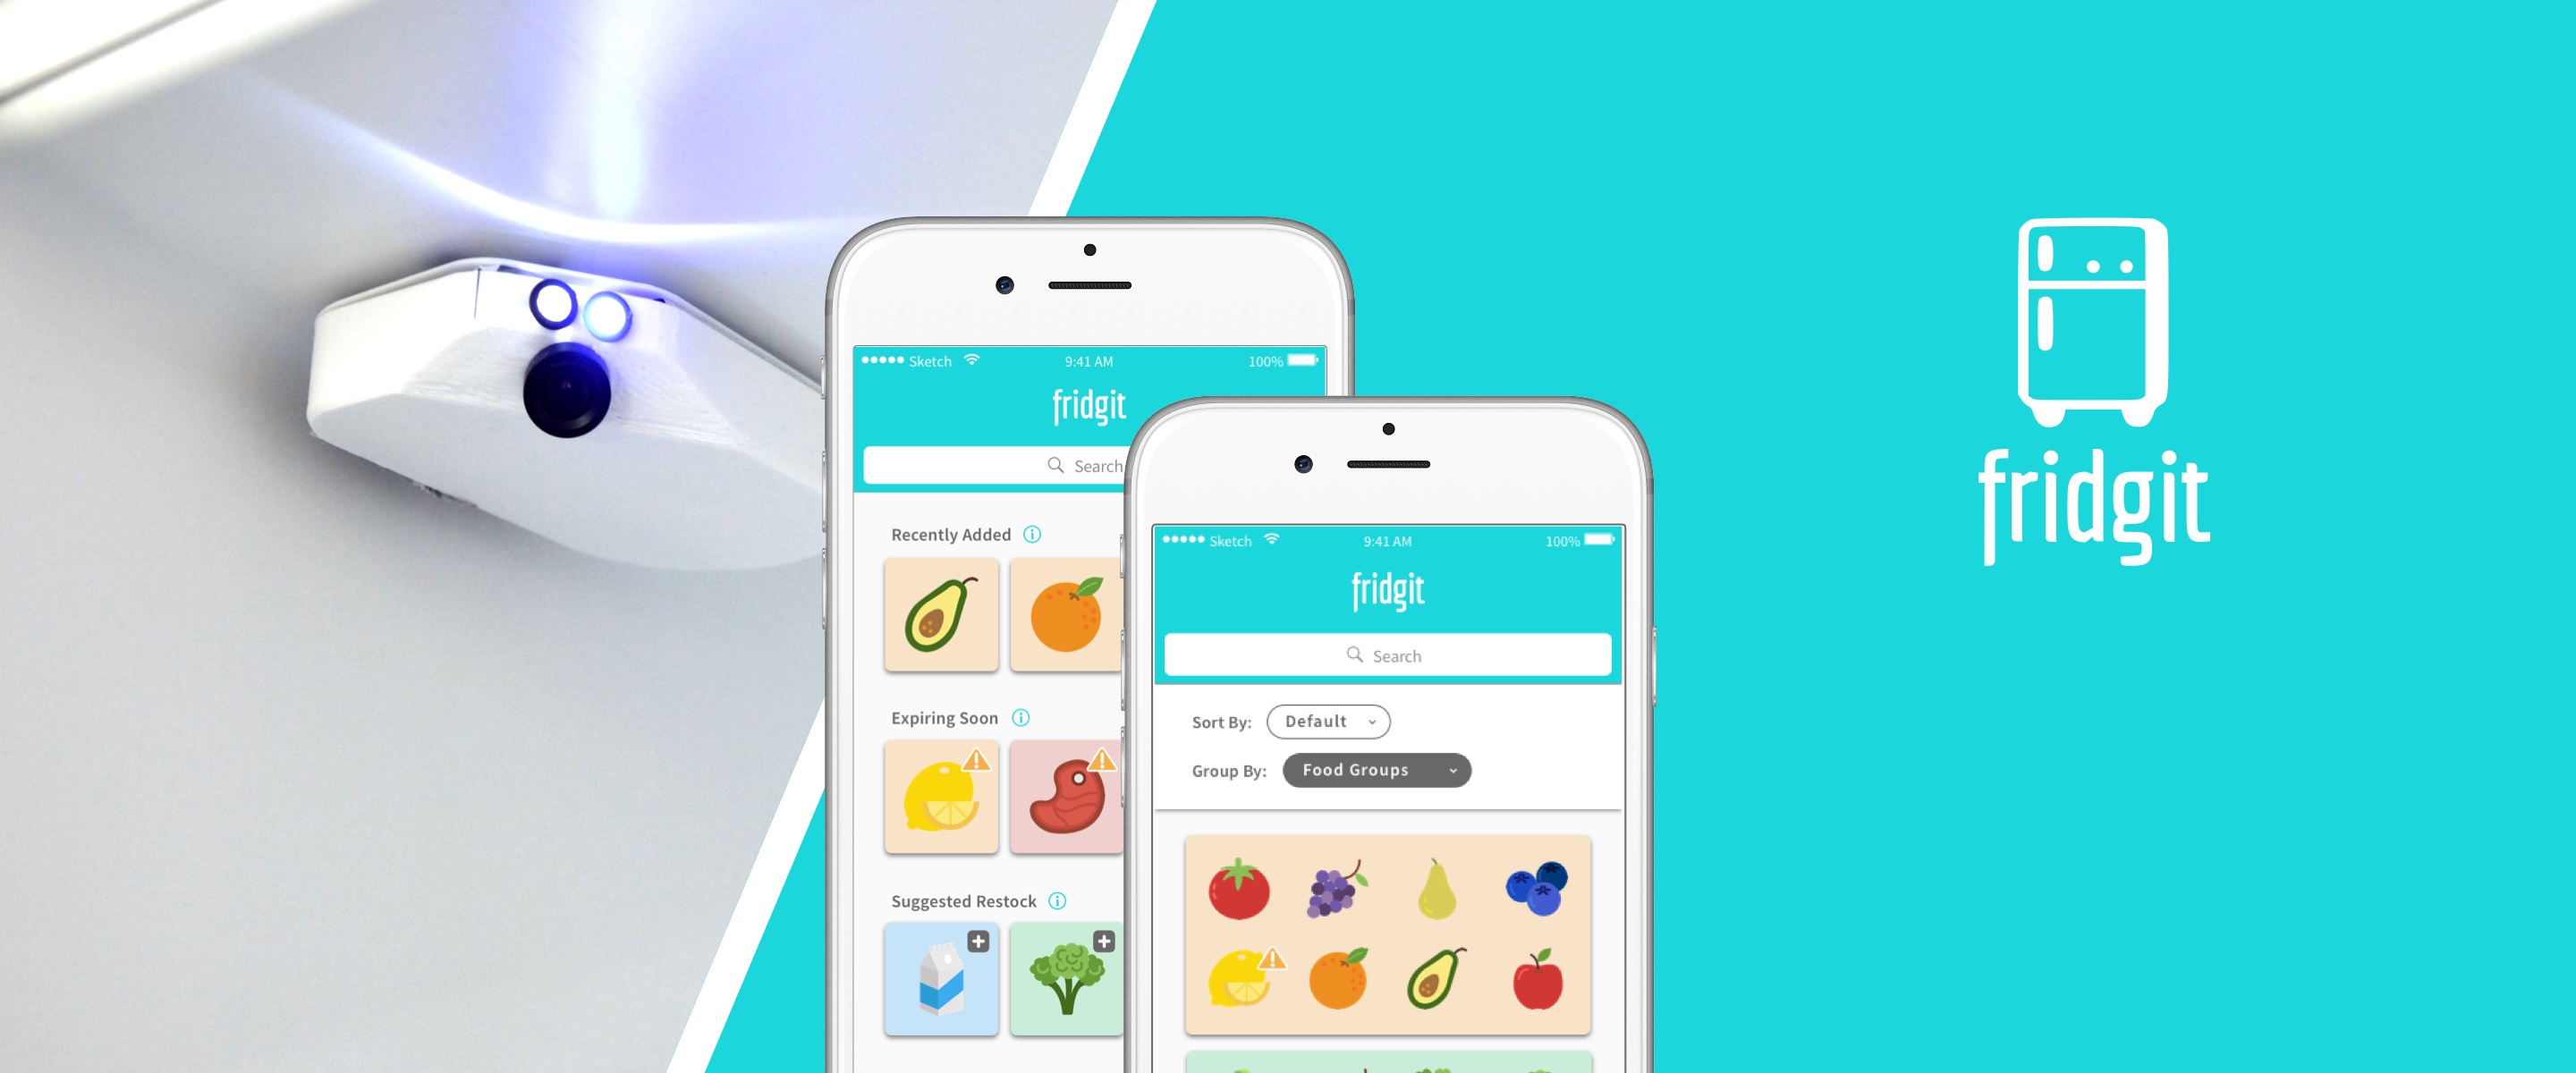 Sketch 9:41 AM 100%
fridgit
Search
Recently Added
Expiring Soon
Suggested Restock
Sketch 9:41 AM 100%
fridgit
Search
Sort By: Default
Group By: Food Groups
fridgit